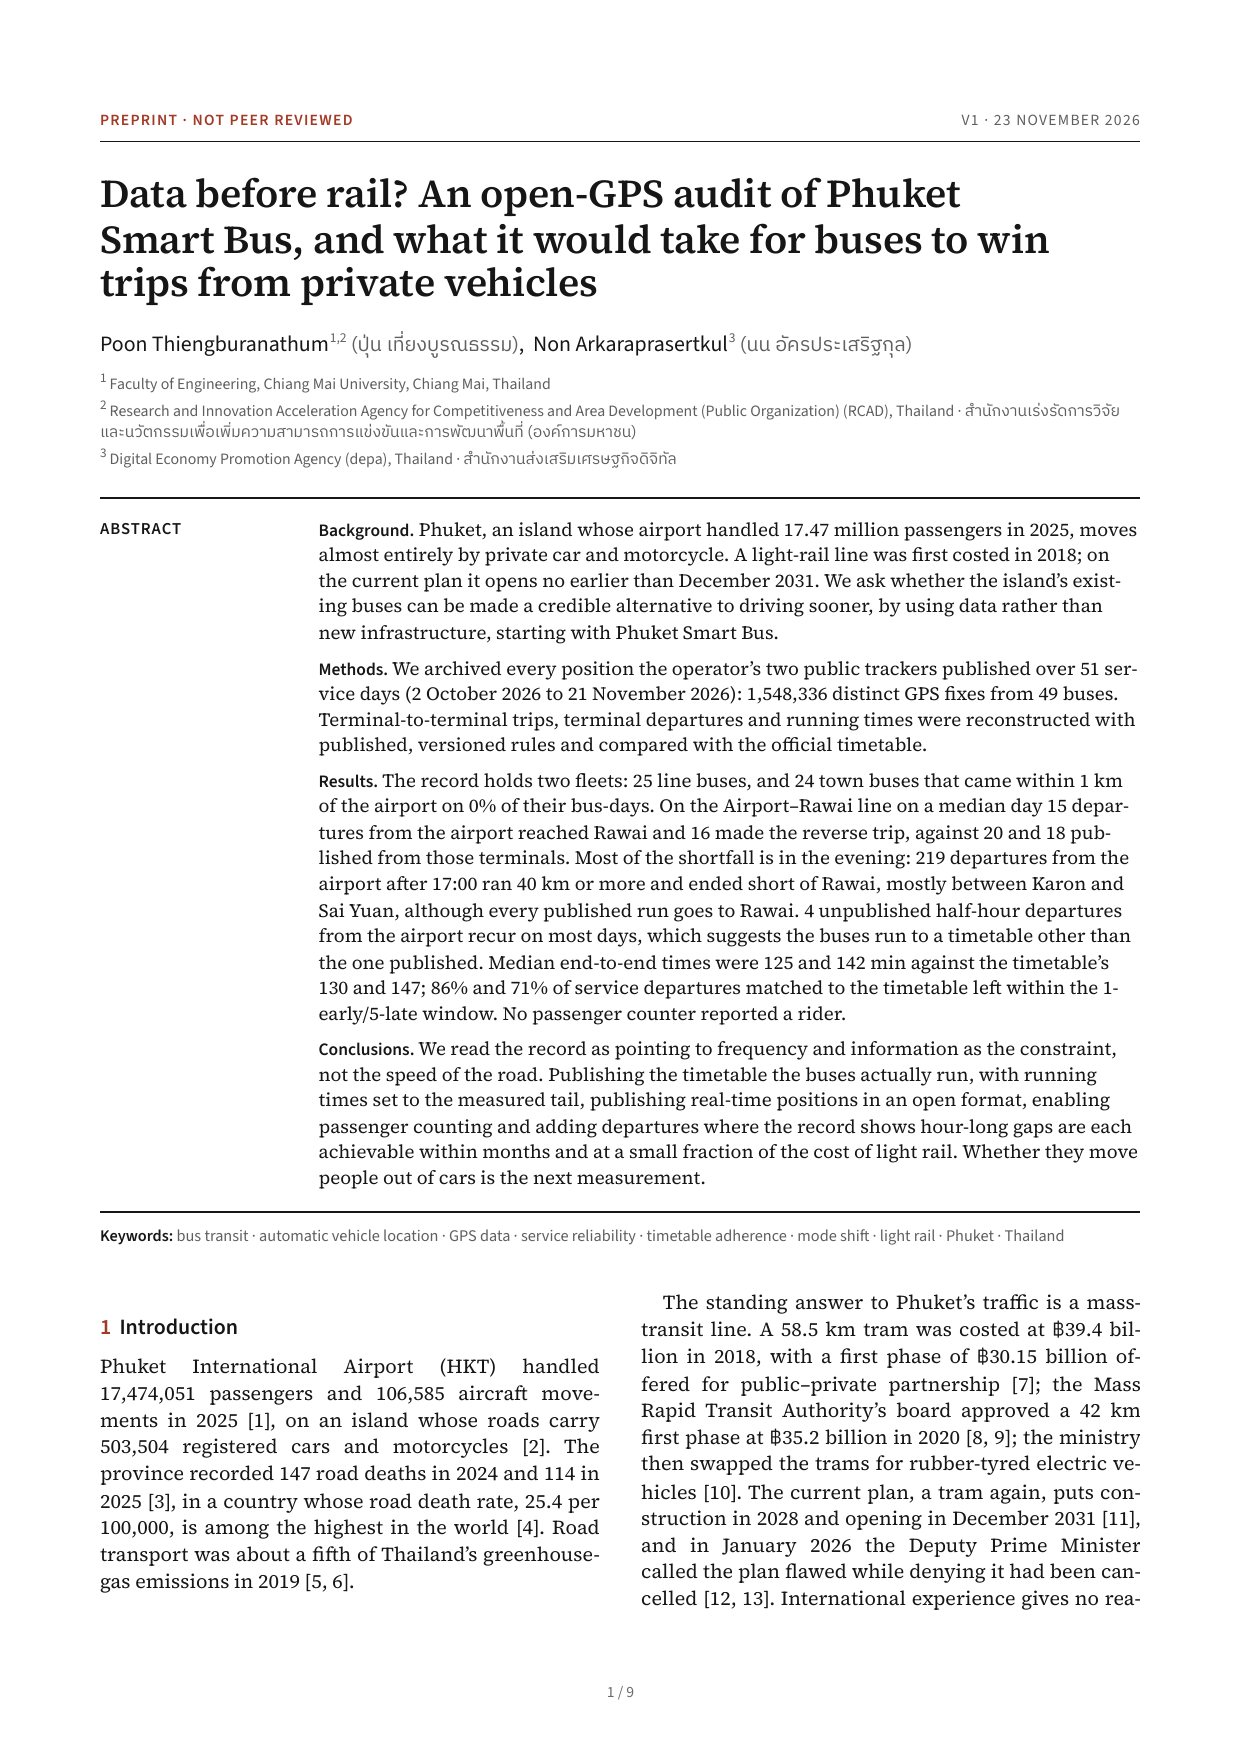 PREPRINT · NOT PEER REVIEWED
V1 · 23 NOVEMBER 2026
Data before rail? An open-GPS audit of Phuket
Smart Bus, and what it would take for buses to win
trips from private vehicles
Poon Thiengburanathum1,2 (ปุ่น เที่ยงบูรณธรรม), Non Arkaraprasertkul3 (นน อัครประเสริฐกุล)
1 Faculty of Engineering, Chiang Mai University, Chiang Mai, Thailand
2 Research and Innovation Acceleration Agency for Competitiveness and Area Development (Public Organization) (RCAD), Thailand · สำนักงานเร่งรัดการวิจัย
และนวัตกรรมเพื่อเพิ่มความสามารถการแข่งขันและการพัฒนาพื้นที่ (องค์การมหาชน)
3 Digital Economy Promotion Agency (depa), Thailand · สำนักงานส่งเสริมเศรษฐกิจดิจิทัล
ABSTRACT
Background. Phuket, an island whose airport handled 17.47 million passengers in 2025, moves
almost entirely by private car and motorcycle. A light-rail line was first costed in 2018; on
the current plan it opens no earlier than December 2031. We ask whether the island’s exist-
ing buses can be made a credible alternative to driving sooner, by using data rather than
new infrastructure, starting with Phuket Smart Bus.
Methods. We archived every position the operator’s two public trackers published over 51 ser-
vice days (2 October 2026 to 21 November 2026): 1,548,336 distinct GPS fixes from 49 buses.
Terminal-to-terminal trips, terminal departures and running times were reconstructed with
published, versioned rules and compared with the official timetable.
Results. The record holds two fleets: 25 line buses, and 24 town buses that came within 1 km
of the airport on 0% of their bus-days. On the Airport–Rawai line on a median day 15 depar-
tures from the airport reached Rawai and 16 made the reverse trip, against 20 and 18 pub-
lished from those terminals. Most of the shortfall is in the evening: 219 departures from the
airport after 17:00 ran 40 km or more and ended short of Rawai, mostly between Karon and
Sai Yuan, although every published run goes to Rawai. 4 unpublished half-hour departures
from the airport recur on most days, which suggests the buses run to a timetable other than
the one published. Median end-to-end times were 125 and 142 min against the timetable’s
130 and 147; 86% and 71% of service departures matched to the timetable left within the 1-
early/5-late window. No passenger counter reported a rider.
Conclusions. We read the record as pointing to frequency and information as the constraint,
not the speed of the road. Publishing the timetable the buses actually run, with running
times set to the measured tail, publishing real-time positions in an open format, enabling
passenger counting and adding departures where the record shows hour-long gaps are each
achievable within months and at a small fraction of the cost of light rail. Whether they move
people out of cars is the next measurement.
Keywords: bus transit · automatic vehicle location · GPS data · service reliability · timetable adherence · mode shift · light rail · Phuket · Thailand
1 Introduction
Phuket International Airport (HKT) handled
17,474,051 passengers and 106,585 aircraft move-
ments in 2025 [1], on an island whose roads carry
503,504 registered cars and motorcycles [2]. The
province recorded 147 road deaths in 2024 and 114 in
2025 [3], in a country whose road death rate, 25.4 per
100,000, is among the highest in the world [4]. Road
transport was about a fifth of Thailand’s greenhouse-
gas emissions in 2019 [5, 6].
The standing answer to Phuket’s traffic is a mass-
transit line. A 58.5 km tram was costed at ฿39.4 bil-
lion in 2018, with a first phase of ฿30.15 billion of-
fered for public–private partnership [7]; the Mass
Rapid Transit Authority’s board approved a 42 km
first phase at ฿35.2 billion in 2020 [8, 9]; the ministry
then swapped the trams for rubber-tyred electric ve-
hicles [10]. The current plan, a tram again, puts con-
struction in 2028 and opening in December 2031 [11],
and in January 2026 the Deputy Prime Minister
called the plan flawed while denying it had been can-
celled [12, 13]. International experience gives no rea-
1 / 9